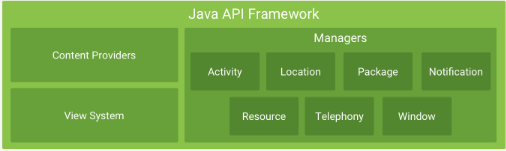 Java API Framework
Content Providers
View System
Managers
Activity Location Package Notification
Resource Telephony Window